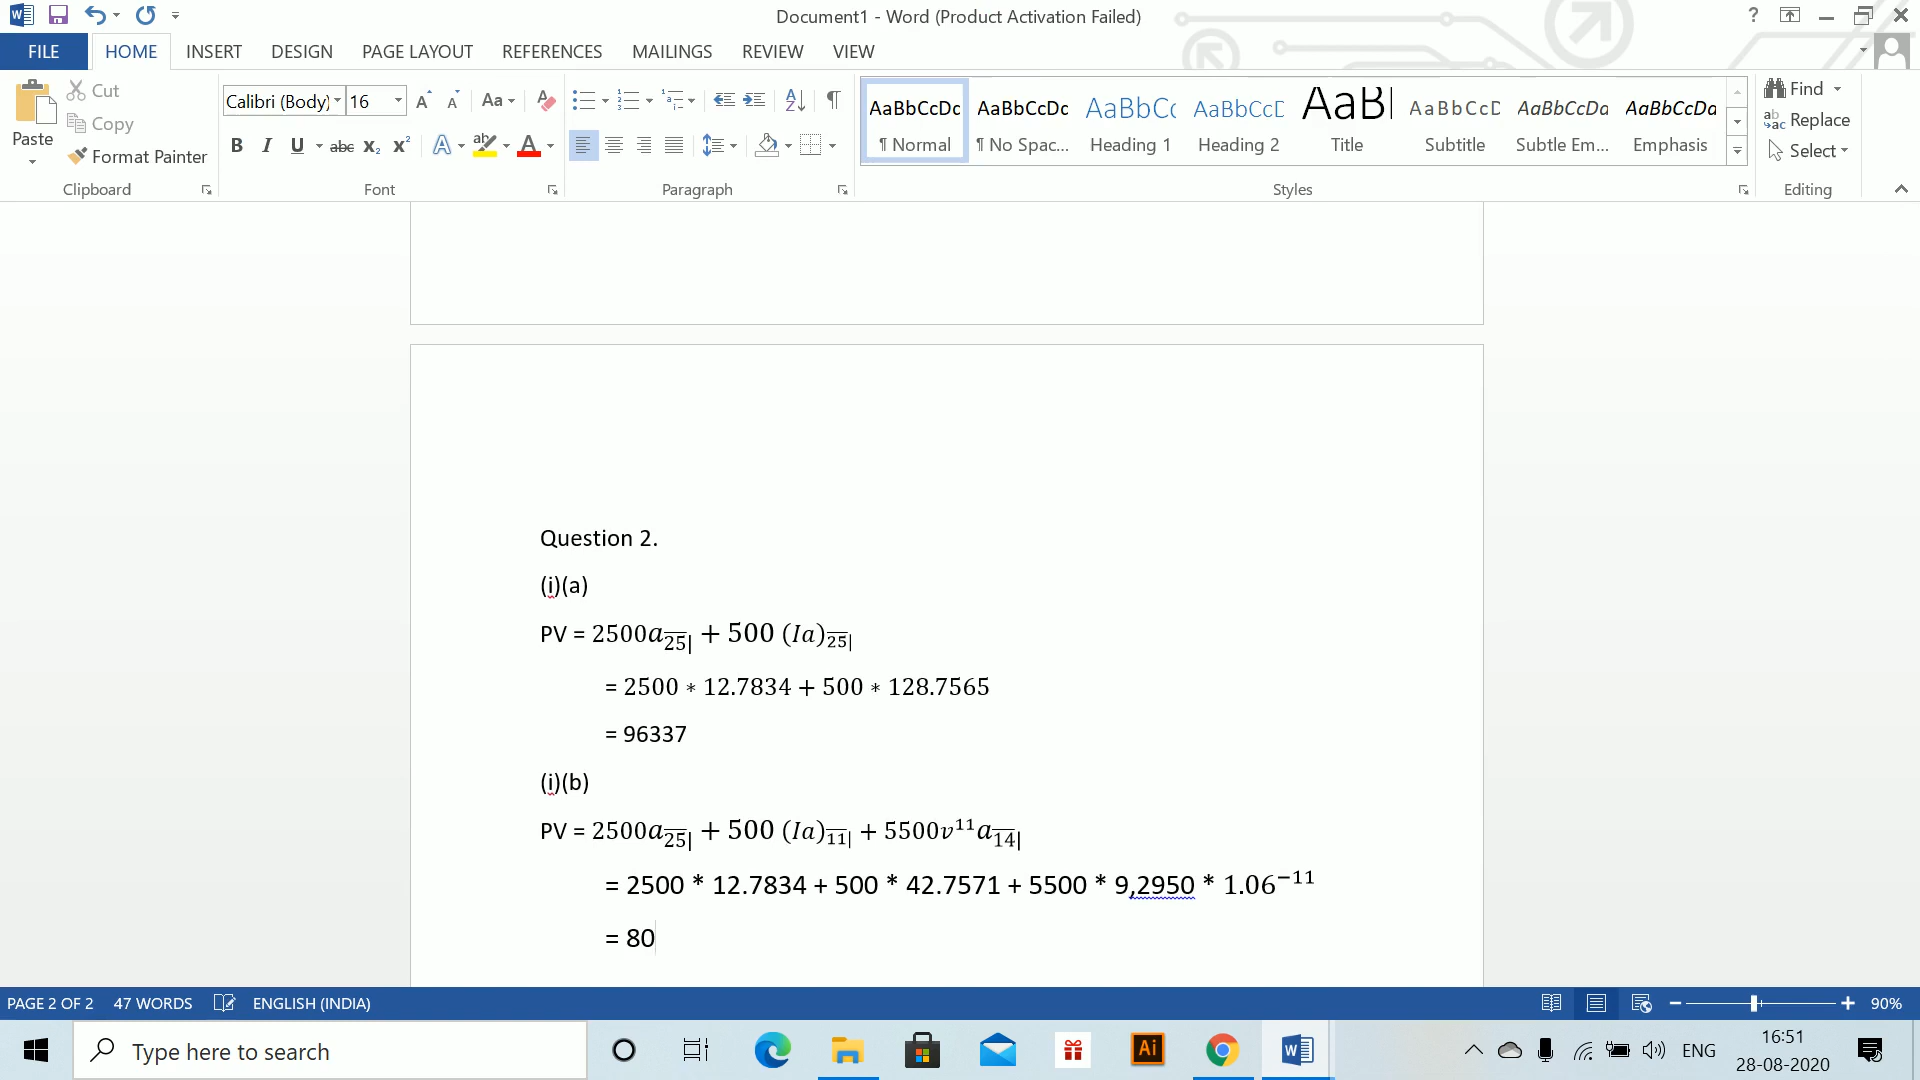 Document1 - Word (Product Activation Failed)
FILE HOME INSERT DESIGN PAGE LAYOUT REFERENCES MAILINGS REVIEW VIEW
Paste
Cut
Copy
Format Painter
Clipboard
Calibri (Body) 16
Font
Paragraph
AaBbCcDc AaBbCcDc AaBbCc AaBbCcD AaBl AaBbCcD AaBbCcDa AaBbCcDa
¶ Normal ¶ No Spac... Heading 1 Heading 2 Title Subtitle Subtle Em... Emphasis
Styles
Find
Replace
Select
Editing
Question 2.
(i)(a)
PV = 2500a25| + 500 (Ia)25|
= 2500 ∗ 12.7834 + 500 ∗ 128.7565
= 96337
(i)(b)
PV = 2500a25| + 500 (Ia)11| + 5500v¹¹a14|
= 2500 * 12.7834 + 500 * 42.7571 + 5500 * 9,2950 * 1.06⁻¹¹
= 80
PAGE 2 OF 2 47 WORDS ENGLISH (INDIA) 90%
Type here to search
Ai
ENG
16:51
28-08-2020